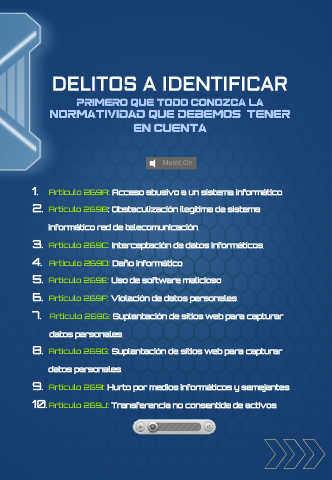 DELITOS A IDENTIFICAR
PRIMERO QUE TODO CONOZCA LA
NORMATIVIDAD QUE DEBEMOS TENER
EN CUENTA
Music On
1. Artículo 269A: Acceso abusivo a un sistema informático
2. Artículo 269B: Obstaculización ilegítima de sistema
informático red de telecomunicación
3. Artículo 269C: Interceptación de datos informáticos
4. Artículo 269D: Daño informático
5. Artículo 269E: Uso de software malicioso
6. Artículo 269F: Violación de datos personales
7. Artículo 269G: Suplantación de sitios web para capturar
datos personales
8. Artículo 269G: Suplantación de sitios web para capturar
datos personales
9. Artículo 269I: Hurto por medios informáticos y semejantes
10. Artículo 269J: Transferencia no consentida de activos